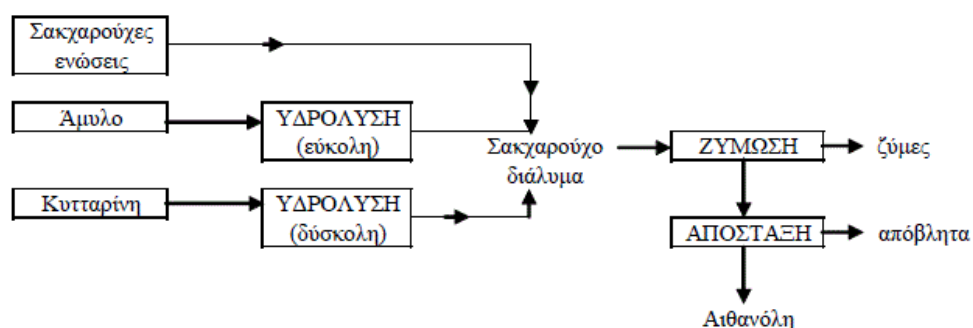 Σακχαρούχες
ενώσεις
Άμυλο
ΥΔΡΟΛΥΣΗ
(εύκολη)
Κυτταρίνη
ΥΔΡΟΛΥΣΗ
(δύσκολη)
Σακχαρούχο
διάλυμα
ΖΥΜΩΣΗ
ζύμες
ΑΠΟΣΤΑΞΗ
απόβλητα
Αιθανόλη